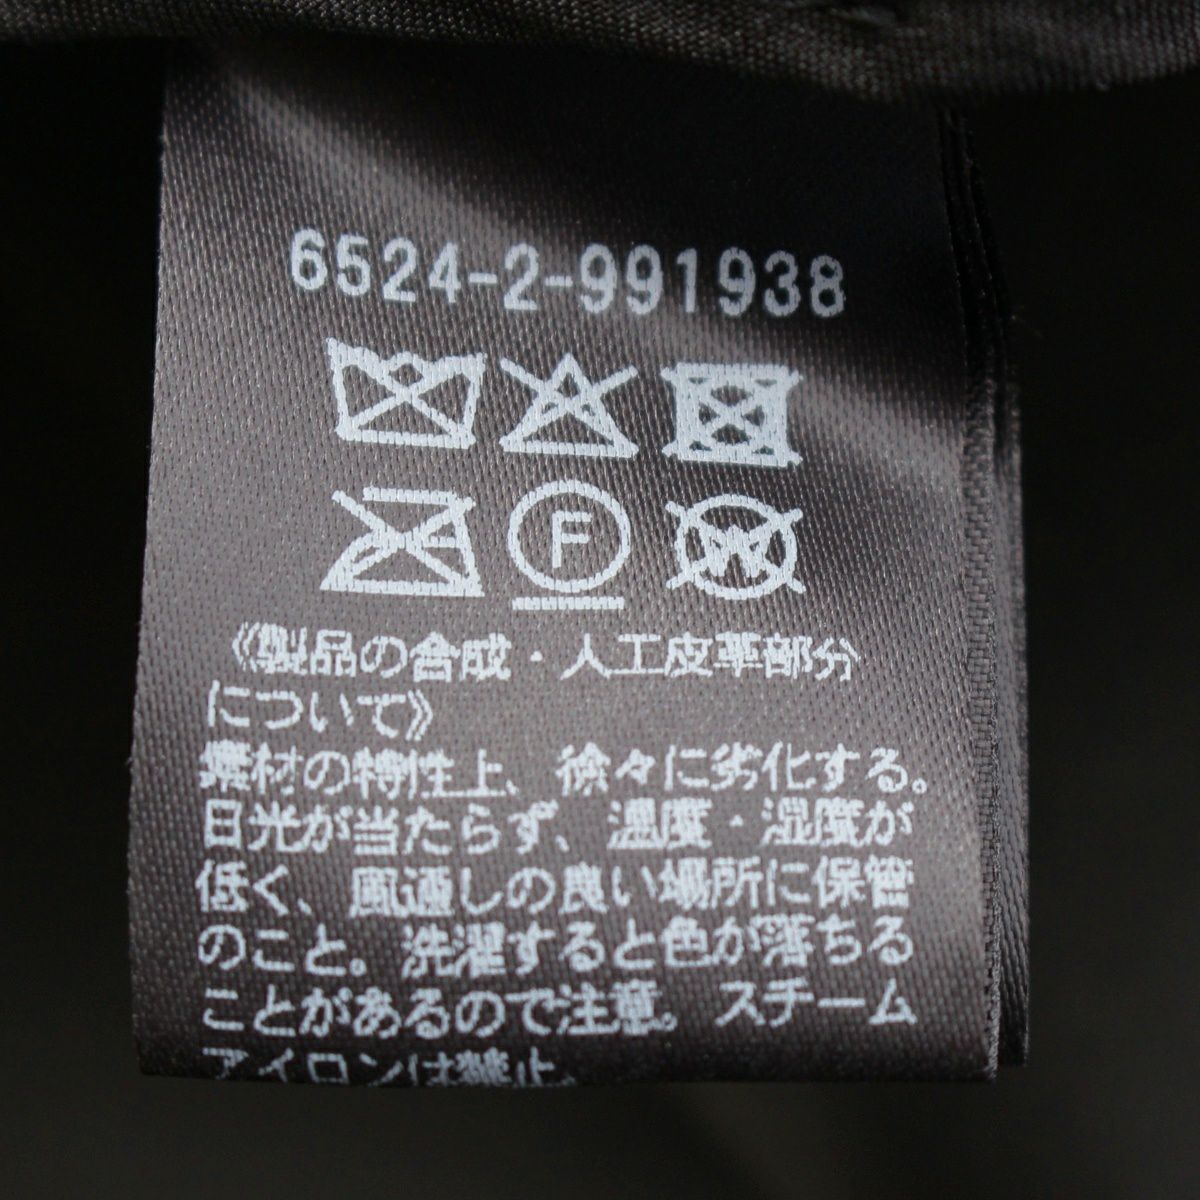 6524-2-991938
F
W
《製品の合成・人工皮革部分
について》
素材の特性上、徐々に劣化する。
日光が当たらず、温度・湿度が
低く、風通しの良い場所に保管
のこと。洗濯すると色が落ちる
ことがあるので注意。スチーム
アイロンは禁止。